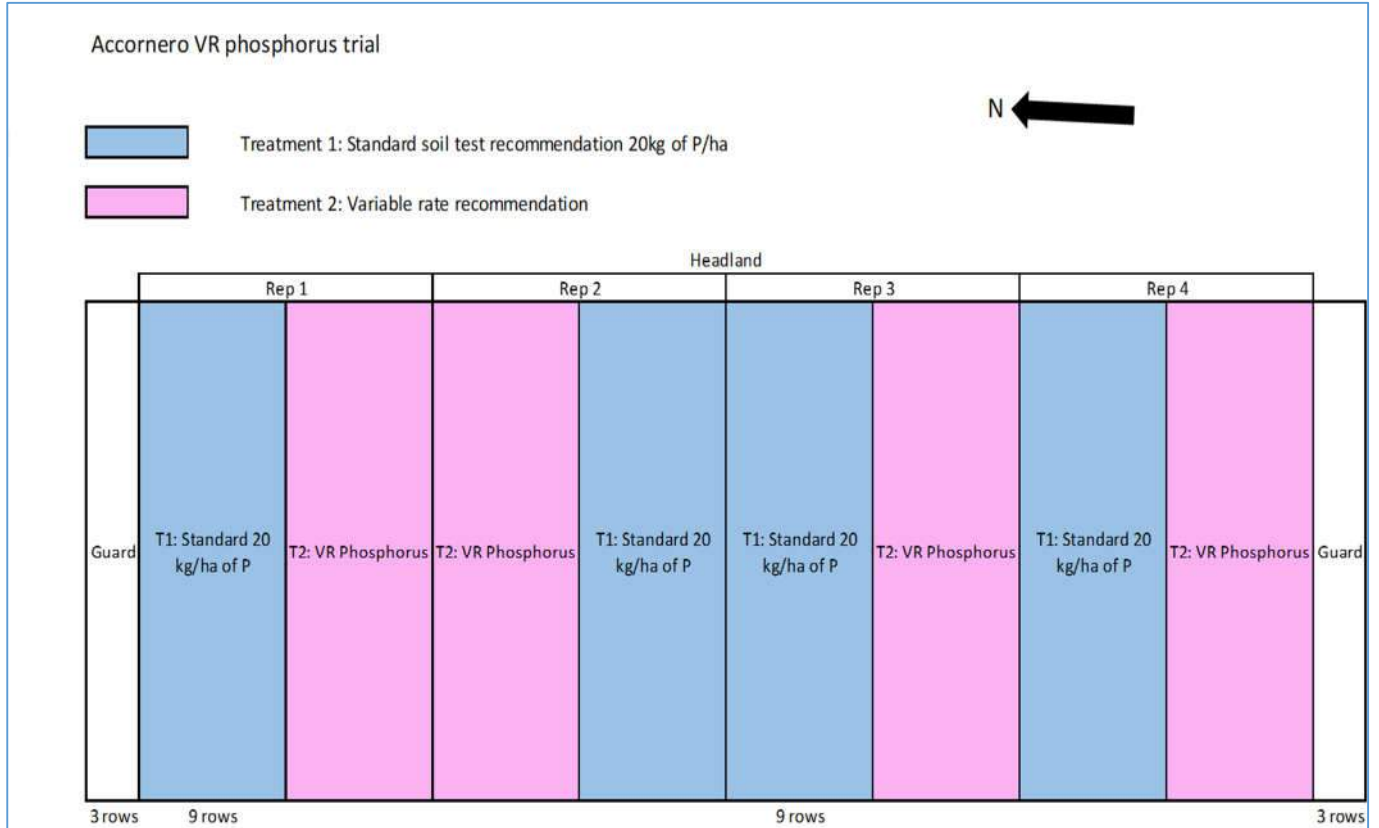 Accornero VR phosphorus trial
N
Treatment 1: Standard soil test recommendation 20kg of P/ha
Treatment 2: Variable rate recommendation
Headland
Rep 1
Rep 2
Rep 3
Rep 4
Guard
T1: Standard 20
kg/ha of P
T2: VR Phosphorus
T2: VR Phosphorus
T1: Standard 20
kg/ha of P
T1: Standard 20
kg/ha of P
T2: VR Phosphorus
T1: Standard 20
kg/ha of P
T2: VR Phosphorus
Guard
3 rows
9 rows
9 rows
3 rows